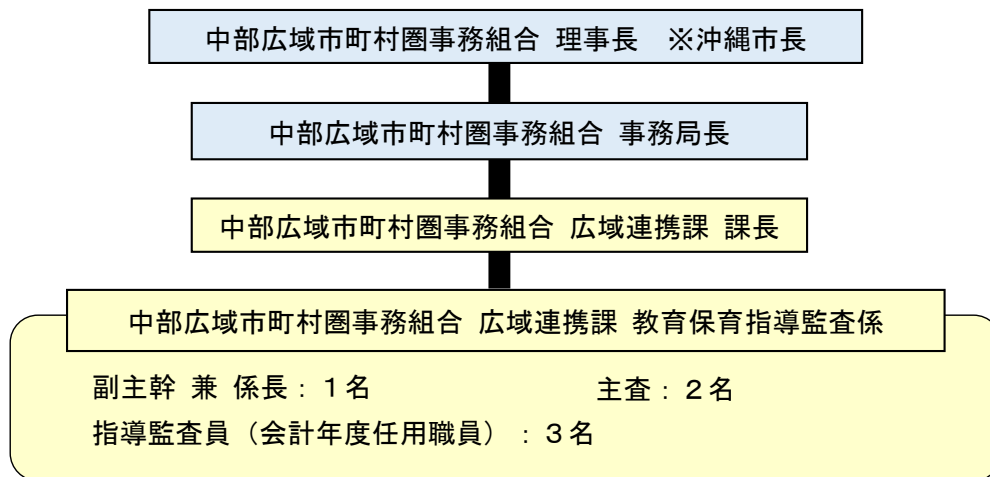 中部広域市町村圏事務組合 理事長　※沖縄市長
中部広域市町村圏事務組合 事務局長
中部広域市町村圏事務組合 広域連携課 課長
中部広域市町村圏事務組合 広域連携課 教育保育指導監査係
副主幹 兼 係長：１名　主査：２名
指導監査員（会計年度任用職員）：３名